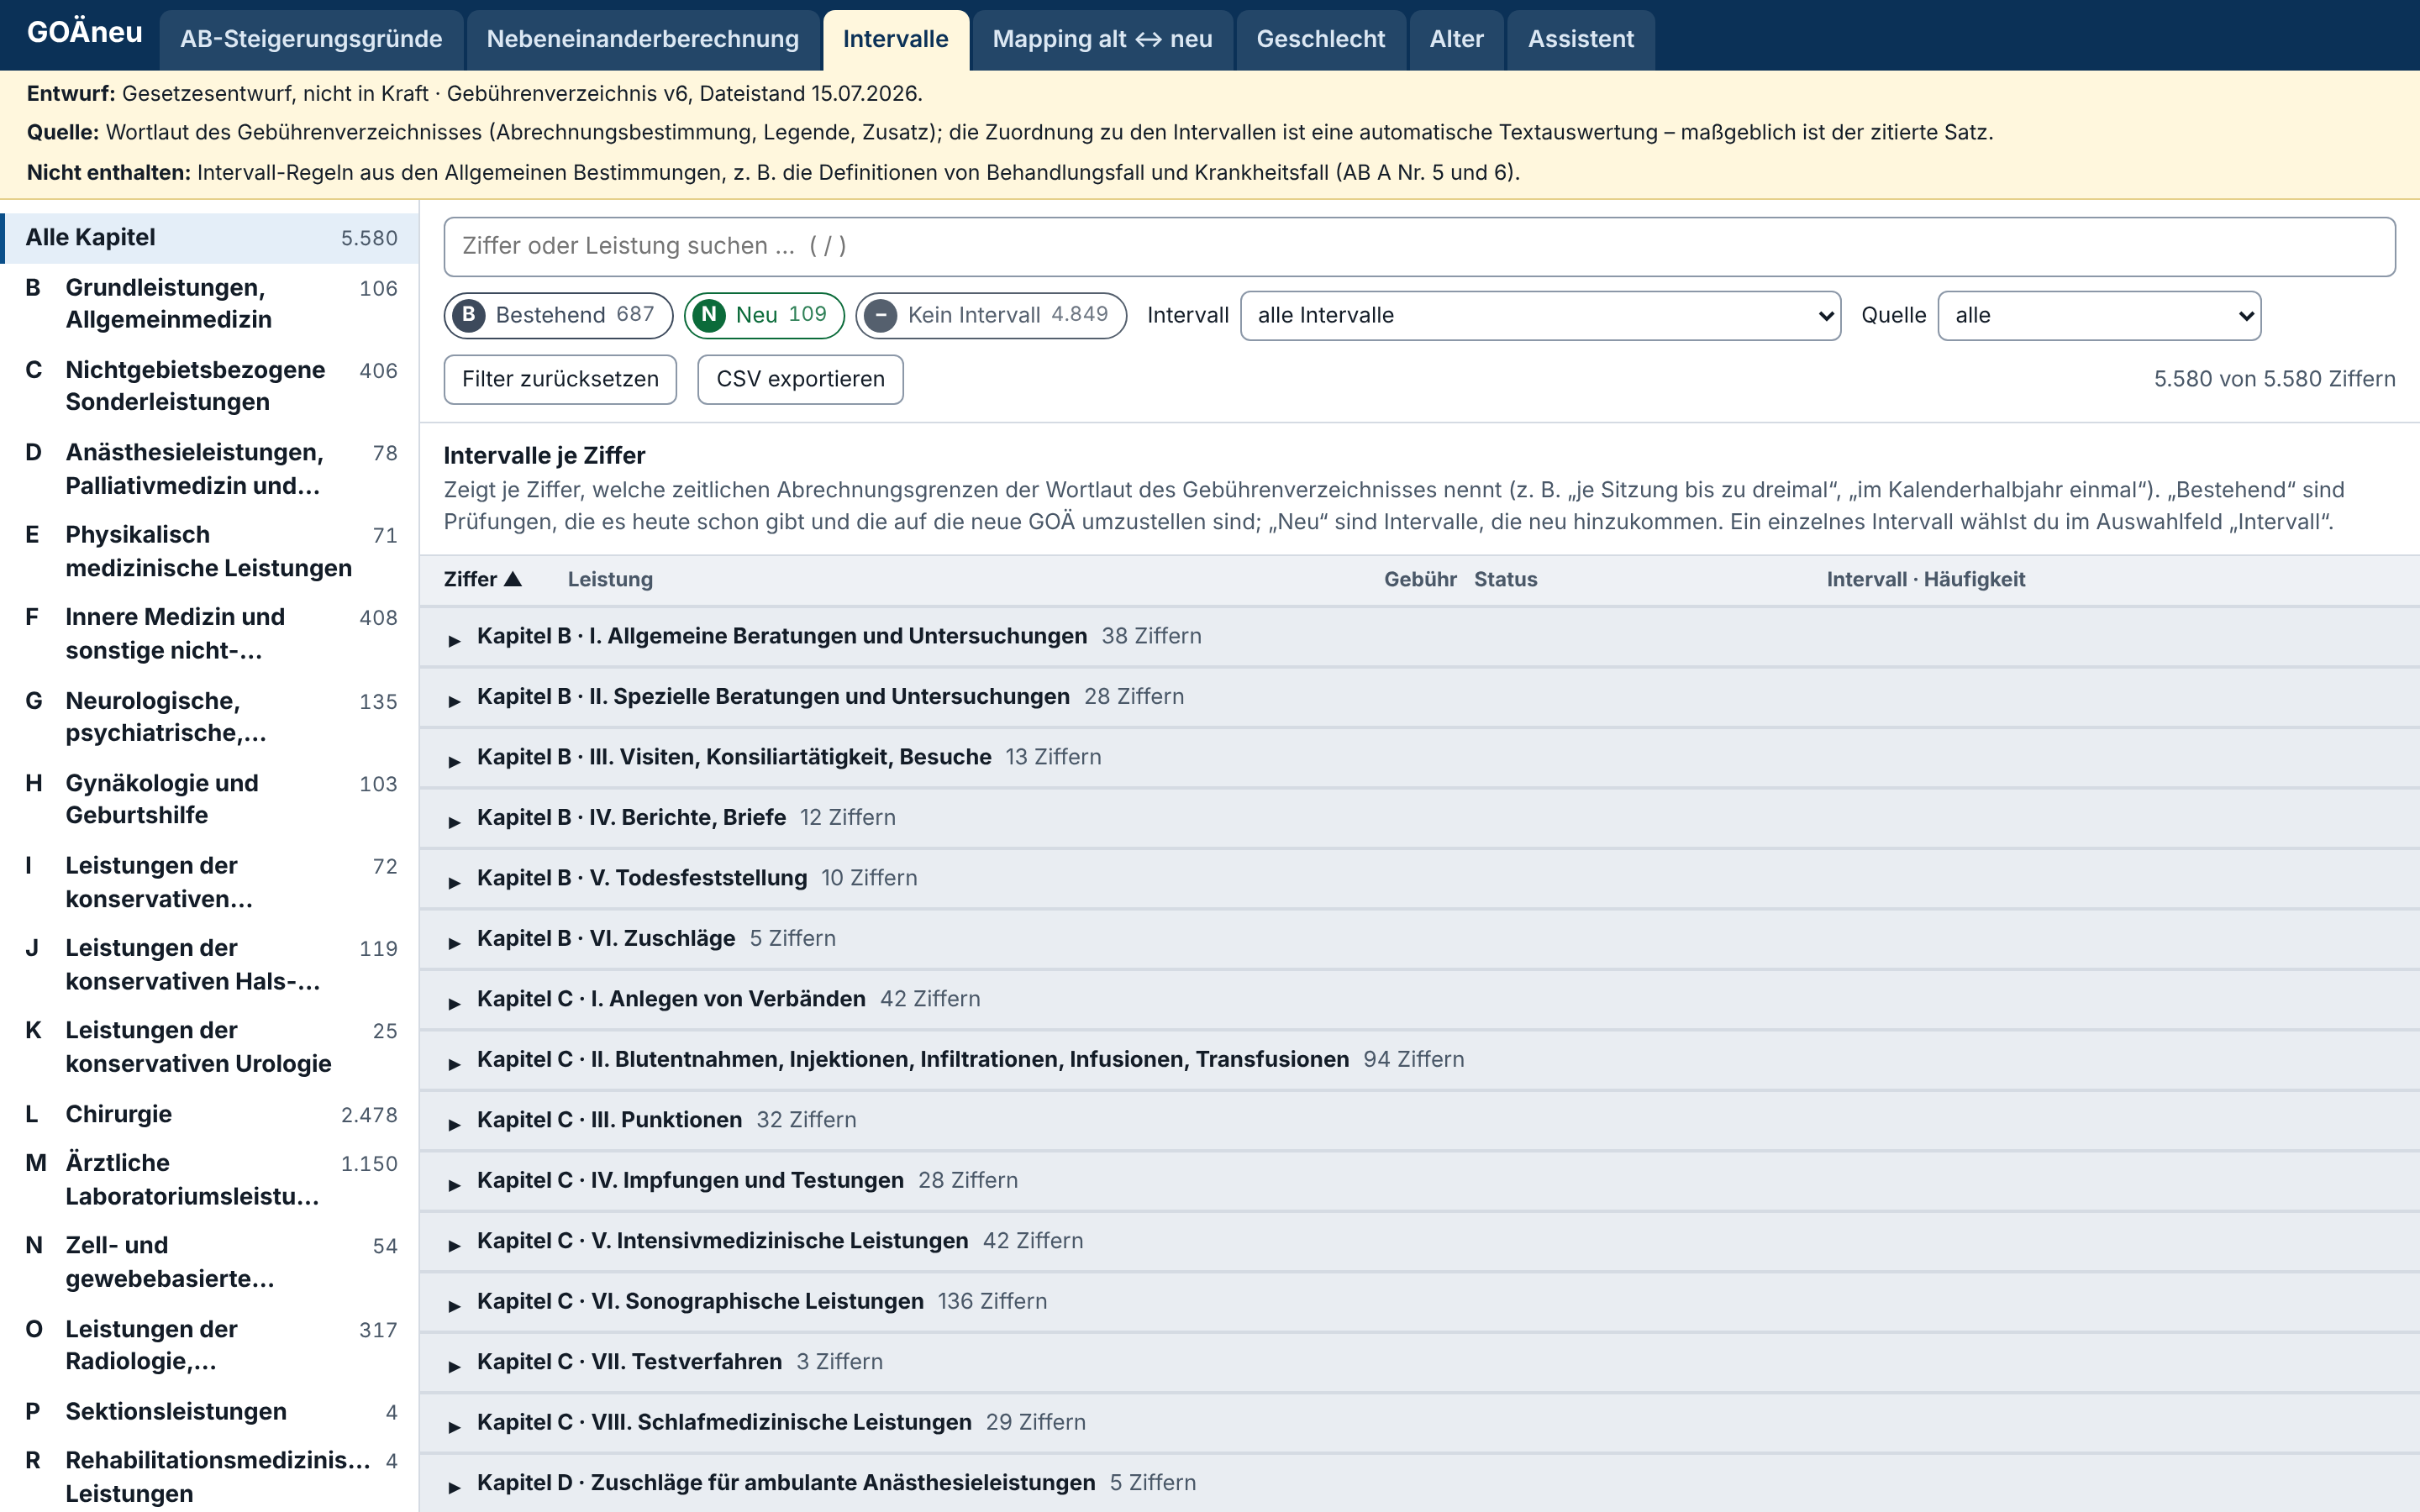 GOÄneu AB-Steigerungsgründe Nebeneinanderberechnung Intervalle Mapping alt ↔ neu Geschlecht Alter Assistent
Entwurf: Gesetzesentwurf, nicht in Kraft · Gebührenverzeichnis v6, Dateistand 15.07.2026.
Quelle: Wortlaut des Gebührenverzeichnisses (Abrechnungsbestimmung, Legende, Zusatz); die Zuordnung zu den Intervallen ist eine automatische Textauswertung – maßgeblich ist der zitierte Satz.
Nicht enthalten: Intervall-Regeln aus den Allgemeinen Bestimmungen, z. B. die Definitionen von Behandlungsfall und Krankheitsfall (AB A Nr. 5 und 6).
Alle Kapitel 5.580
B Grundleistungen, 106
Allgemeinmedizin
C Nichtgebietsbezogene 406
Sonderleistungen
D Anästhesieleistungen, 78
Palliativmedizin und...
E Physikalisch 71
medizinische Leistungen
F Innere Medizin und 408
sonstige nicht-...
G Neurologische, 135
psychiatrische,...
H Gynäkologie und 103
Geburtshilfe
I Leistungen der 72
konservativen...
J Leistungen der 119
konservativen Hals-...
K Leistungen der 25
konservativen Urologie
L Chirurgie 2.478
M Ärztliche 1.150
Laboratoriumsleistu...
N Zell- und 54
gewebebasierte...
O Leistungen der 317
Radiologie,...
P Sektionsleistungen 4
R Rehabilitationsmedizinis... 4
Leistungen
Ziffer oder Leistung suchen … ( / )
B Bestehend 687 N Neu 109 – Kein Intervall 4.849 Intervall alle Intervalle Quelle alle
Filter zurücksetzen CSV exportieren 5.580 von 5.580 Ziffern
Intervalle je Ziffer
Zeigt je Ziffer, welche zeitlichen Abrechnungsgrenzen der Wortlaut des Gebührenverzeichnisses nennt (z. B. „je Sitzung bis zu dreimal“, „im Kalenderhalbjahr einmal“). „Bestehend“ sind
Prüfungen, die es heute schon gibt und die auf die neue GOÄ umzustellen sind; „Neu“ sind Intervalle, die neu hinzukommen. Ein einzelnes Intervall wählst du im Auswahlfeld „Intervall“.
Ziffer ▲ Leistung Gebühr Status Intervall · Häufigkeit
▶ Kapitel B · I. Allgemeine Beratungen und Untersuchungen 38 Ziffern
▶ Kapitel B · II. Spezielle Beratungen und Untersuchungen 28 Ziffern
▶ Kapitel B · III. Visiten, Konsiliartätigkeit, Besuche 13 Ziffern
▶ Kapitel B · IV. Berichte, Briefe 12 Ziffern
▶ Kapitel B · V. Todesfeststellung 10 Ziffern
▶ Kapitel B · VI. Zuschläge 5 Ziffern
▶ Kapitel C · I. Anlegen von Verbänden 42 Ziffern
▶ Kapitel C · II. Blutentnahmen, Injektionen, Infiltrationen, Infusionen, Transfusionen 94 Ziffern
▶ Kapitel C · III. Punktionen 32 Ziffern
▶ Kapitel C · IV. Impfungen und Testungen 28 Ziffern
▶ Kapitel C · V. Intensivmedizinische Leistungen 42 Ziffern
▶ Kapitel C · VI. Sonographische Leistungen 136 Ziffern
▶ Kapitel C · VII. Testverfahren 3 Ziffern
▶ Kapitel C · VIII. Schlafmedizinische Leistungen 29 Ziffern
▶ Kapitel D · Zuschläge für ambulante Anästhesieleistungen 5 Ziffern